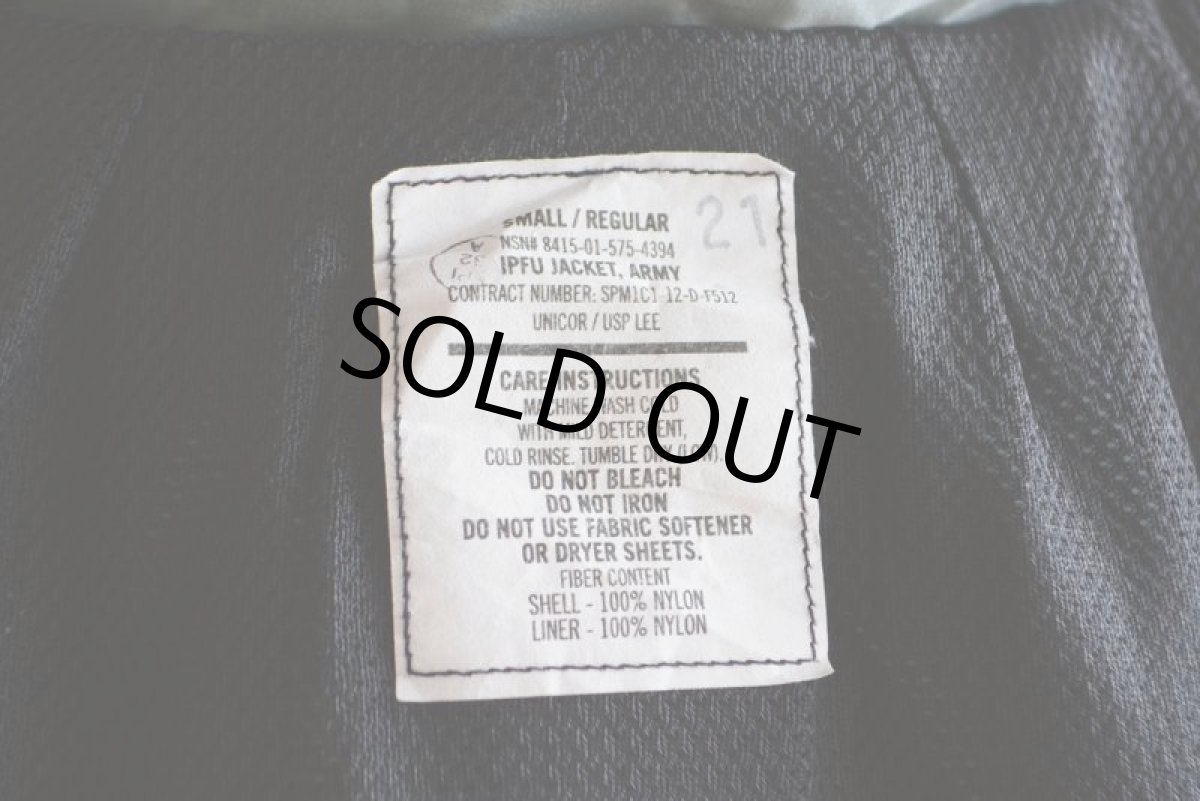 SMALL / REGULAR 21
NSN# 8415-01-575-4394
IPFU JACKET, ARMY
CONTRACT NUMBER: SPM1C1 12-D-F512
UNICOR / USP LEE
CARE INSTRUCTIONS
MACHINE WASH COLD
WITH MILD DETERGENT,
COLD RINSE. TUMBLE DRY (LOW).
DO NOT BLEACH
DO NOT IRON
DO NOT USE FABRIC SOFTENER
OR DRYER SHEETS.
FIBER CONTENT
SHELL - 100% NYLON
LINER - 100% NYLON
SOLD OUT